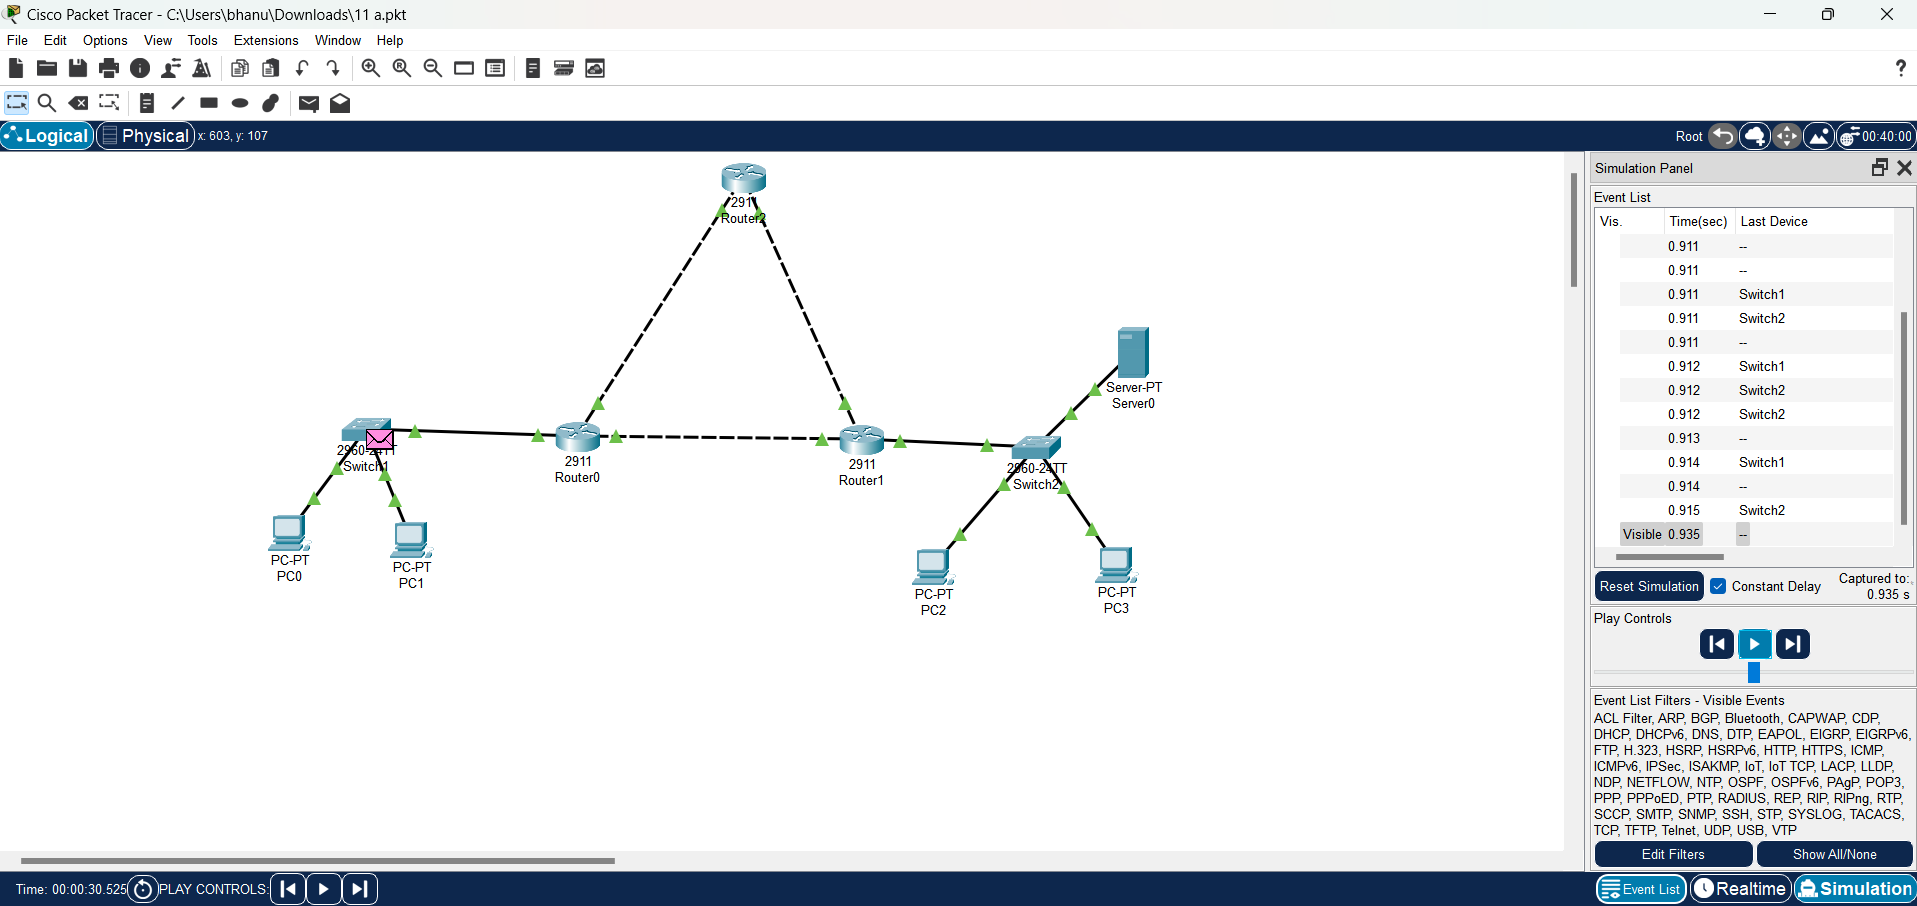 Cisco Packet Tracer - C:\Users\bhanu\Downloads\11 a.pkt
File Edit Options View Tools Extensions Window Help
?
Logical Physical x: 603, y: 107
Root 00:40:00
2911
Router2
Server-PT
Server0
2960-24TT
Switch1
2911
Router0
2911
Router1
2960-24TT
Switch2
PC-PT
PC0
PC-PT
PC1
PC-PT
PC2
PC-PT
PC3
Simulation Panel
Event List
Vis. Time(sec) Last Device
0.911 --
0.911 --
0.911 Switch1
0.911 Switch2
0.911 --
0.912 Switch1
0.912 Switch2
0.912 Switch2
0.913 --
0.914 Switch1
0.914 --
0.915 Switch2
Visible 0.935 --
Reset Simulation Constant Delay Captured to:
0.935 s
Play Controls
Event List Filters - Visible Events
ACL Filter, ARP, BGP, Bluetooth, CAPWAP, CDP,
DHCP, DHCPv6, DNS, DTP, EAPOL, EIGRP, EIGRPv6,
FTP, H.323, HSRP, HSRPv6, HTTP, HTTPS, ICMP,
ICMPv6, IPSec, ISAKMP, IoT, IoT TCP, LACP, LLDP,
NDP, NETFLOW, NTP, OSPF, OSPFv6, PAgP, POP3,
PPP, PPPoED, PTP, RADIUS, REP, RIP, RIPng, RTP,
SCCP, SMTP, SNMP, SSH, STP, SYSLOG, TACACS,
TCP, TFTP, Telnet, UDP, USB, VTP
Edit Filters Show All/None
Time: 00:00:30.525 PLAY CONTROLS:
Event List Realtime Simulation